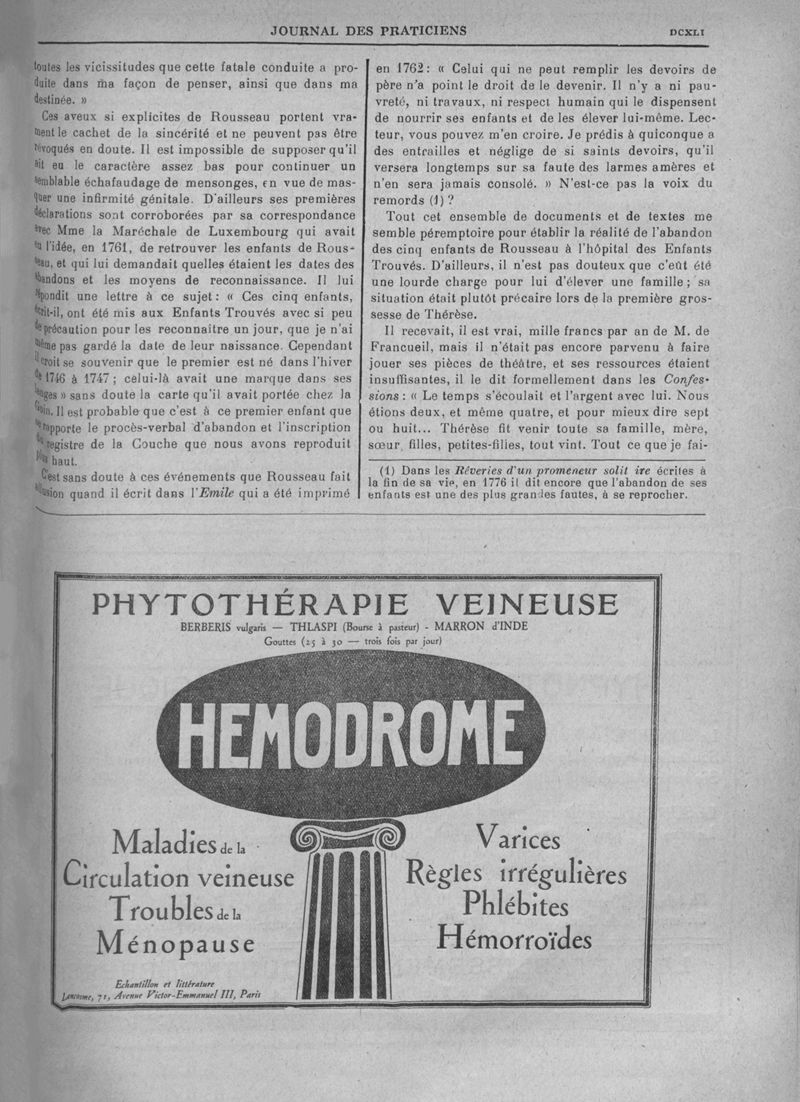 JOURNAL DES PRATICIENS
DCXLI
toutes les vicissitudes que cette fatale conduite a pro-
duite dans ma façon de penser, ainsi que dans ma
destinée. »
Ces aveux si explicites de Rousseau portent vrai-
ment le cachet de la sincérité et ne peuvent pas être
révoqués en doute. Il est impossible de supposer qu'il
ait eu le caractère assez bas pour continuer un
semblable échafaudage de mensonges, en vue de mas-
quer une infirmité génitale. D'ailleurs ses premières
déclarations sont corroborées par sa correspondance
avec Mme la Maréchale de Luxembourg qui avait
eu l'idée, en 1761, de retrouver les enfants de Rous-
seau, et qui lui demandait quelles étaient les dates des
abandons et les moyens de reconnaissance. Il lui
répondit une lettre à ce sujet : « Ces cinq enfants,
écrit-il, ont été mis aux Enfants Trouvés avec si peu
de précaution pour les reconnaître un jour, que je n'ai
même pas gardé la date de leur naissance. Cependant
il croit se souvenir que le premier est né dans l'hiver
de 1746 à 1747 ; celui-là avait une marque dans ses
langes » sans doute la carte qu'il avait portée chez la
Gouin. Il est probable que c'est à ce premier enfant que
se rapporte le procès-verbal d'abandon et l'inscription
du registre de la Couche que nous avons reproduit
plus haut.
C'est sans doute à ces événements que Rousseau fait
allusion quand il écrit dans l'Emile qui a été imprimé
en 1762 : « Celui qui ne peut remplir les devoirs de
père n'a point le droit de le devenir. Il n'y a ni pau-
vreté, ni travaux, ni respect humain qui le dispensent
de nourrir ses enfants et de les élever lui-même. Lec-
teur, vous pouvez m'en croire. Je prédis à quiconque a
des entrailles et néglige de si saints devoirs, qu'il
versera longtemps sur sa faute des larmes amères et
n'en sera jamais consolé. » N'est-ce pas la voix du
remords (1) ?
Tout cet ensemble de documents et de textes me
semble péremptoire pour établir la réalité de l'abandon
des cinq enfants de Rousseau à l'hôpital des Enfants
Trouvés. D'ailleurs, il n'est pas douteux que c'eût été
une lourde charge pour lui d'élever une famille ; sa
situation était plutôt précaire lors de la première gros-
sesse de Thérèse.
Il recevait, il est vrai, mille francs par an de M. de
Francueil, mais il n'était pas encore parvenu à faire
jouer ses pièces de théâtre, et ses ressources étaient
insuffisantes, il le dit formellement dans les Confes-
sions : « Le temps s'écoulait et l'argent avec lui. Nous
étions deux, et même quatre, et pour mieux dire sept
ou huit... Thérèse fit venir toute sa famille, mère,
sœur, filles, petites-filles, tout vint. Tout ce que je fai-
(1) Dans les Rêveries d'un promeneur solit ire écrites à
la fin de sa vie, en 1776 il dit encore que l'abandon de ses
enfants est une des plus grandes fautes, à se reprocher.
PHYTOTHÉRAPIE VEINEUSE
BERBERIS vulgaris — THLASPI (Bourse à pasteur) - MARRON d'INDE
Gouttes (25 à 30 — trois fois par jour)
HEMODROME
Maladies de la
Circulation veineuse
Troubles de la
Ménopause
Varices
Règles irrégulières
Phlébites
Hémorroïdes
Echantillon et littérature
Lancosme, 71, Avenue Victor-Emmanuel III, Paris